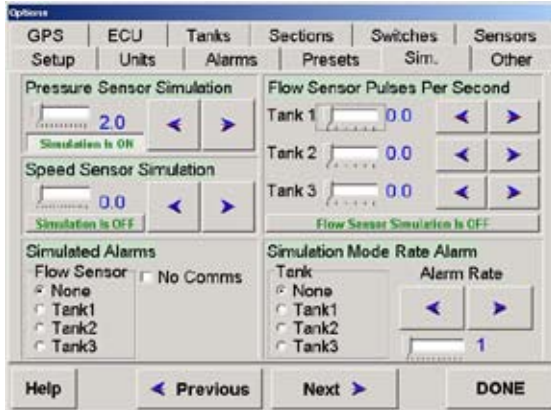 Options
GPS ECU Tanks Sections Switches Sensors
Setup Units Alarms Presets Sim. Other
Pressure Sensor Simulation
2.0
Simulation Is ON
Speed Sensor Simulation
0.0
Simulation Is OFF
Flow Sensor Pulses Per Second
Tank 1 0.0
Tank 2 0.0
Tank 3 0.0
Flow Sensor Simulation Is OFF
Simulated Alarms
Flow Sensor
None
Tank1
Tank2
Tank3
No Comms
Simulation Mode Rate Alarm
Tank
None
Tank1
Tank2
Tank3
Alarm Rate
1
Help Previous Next DONE